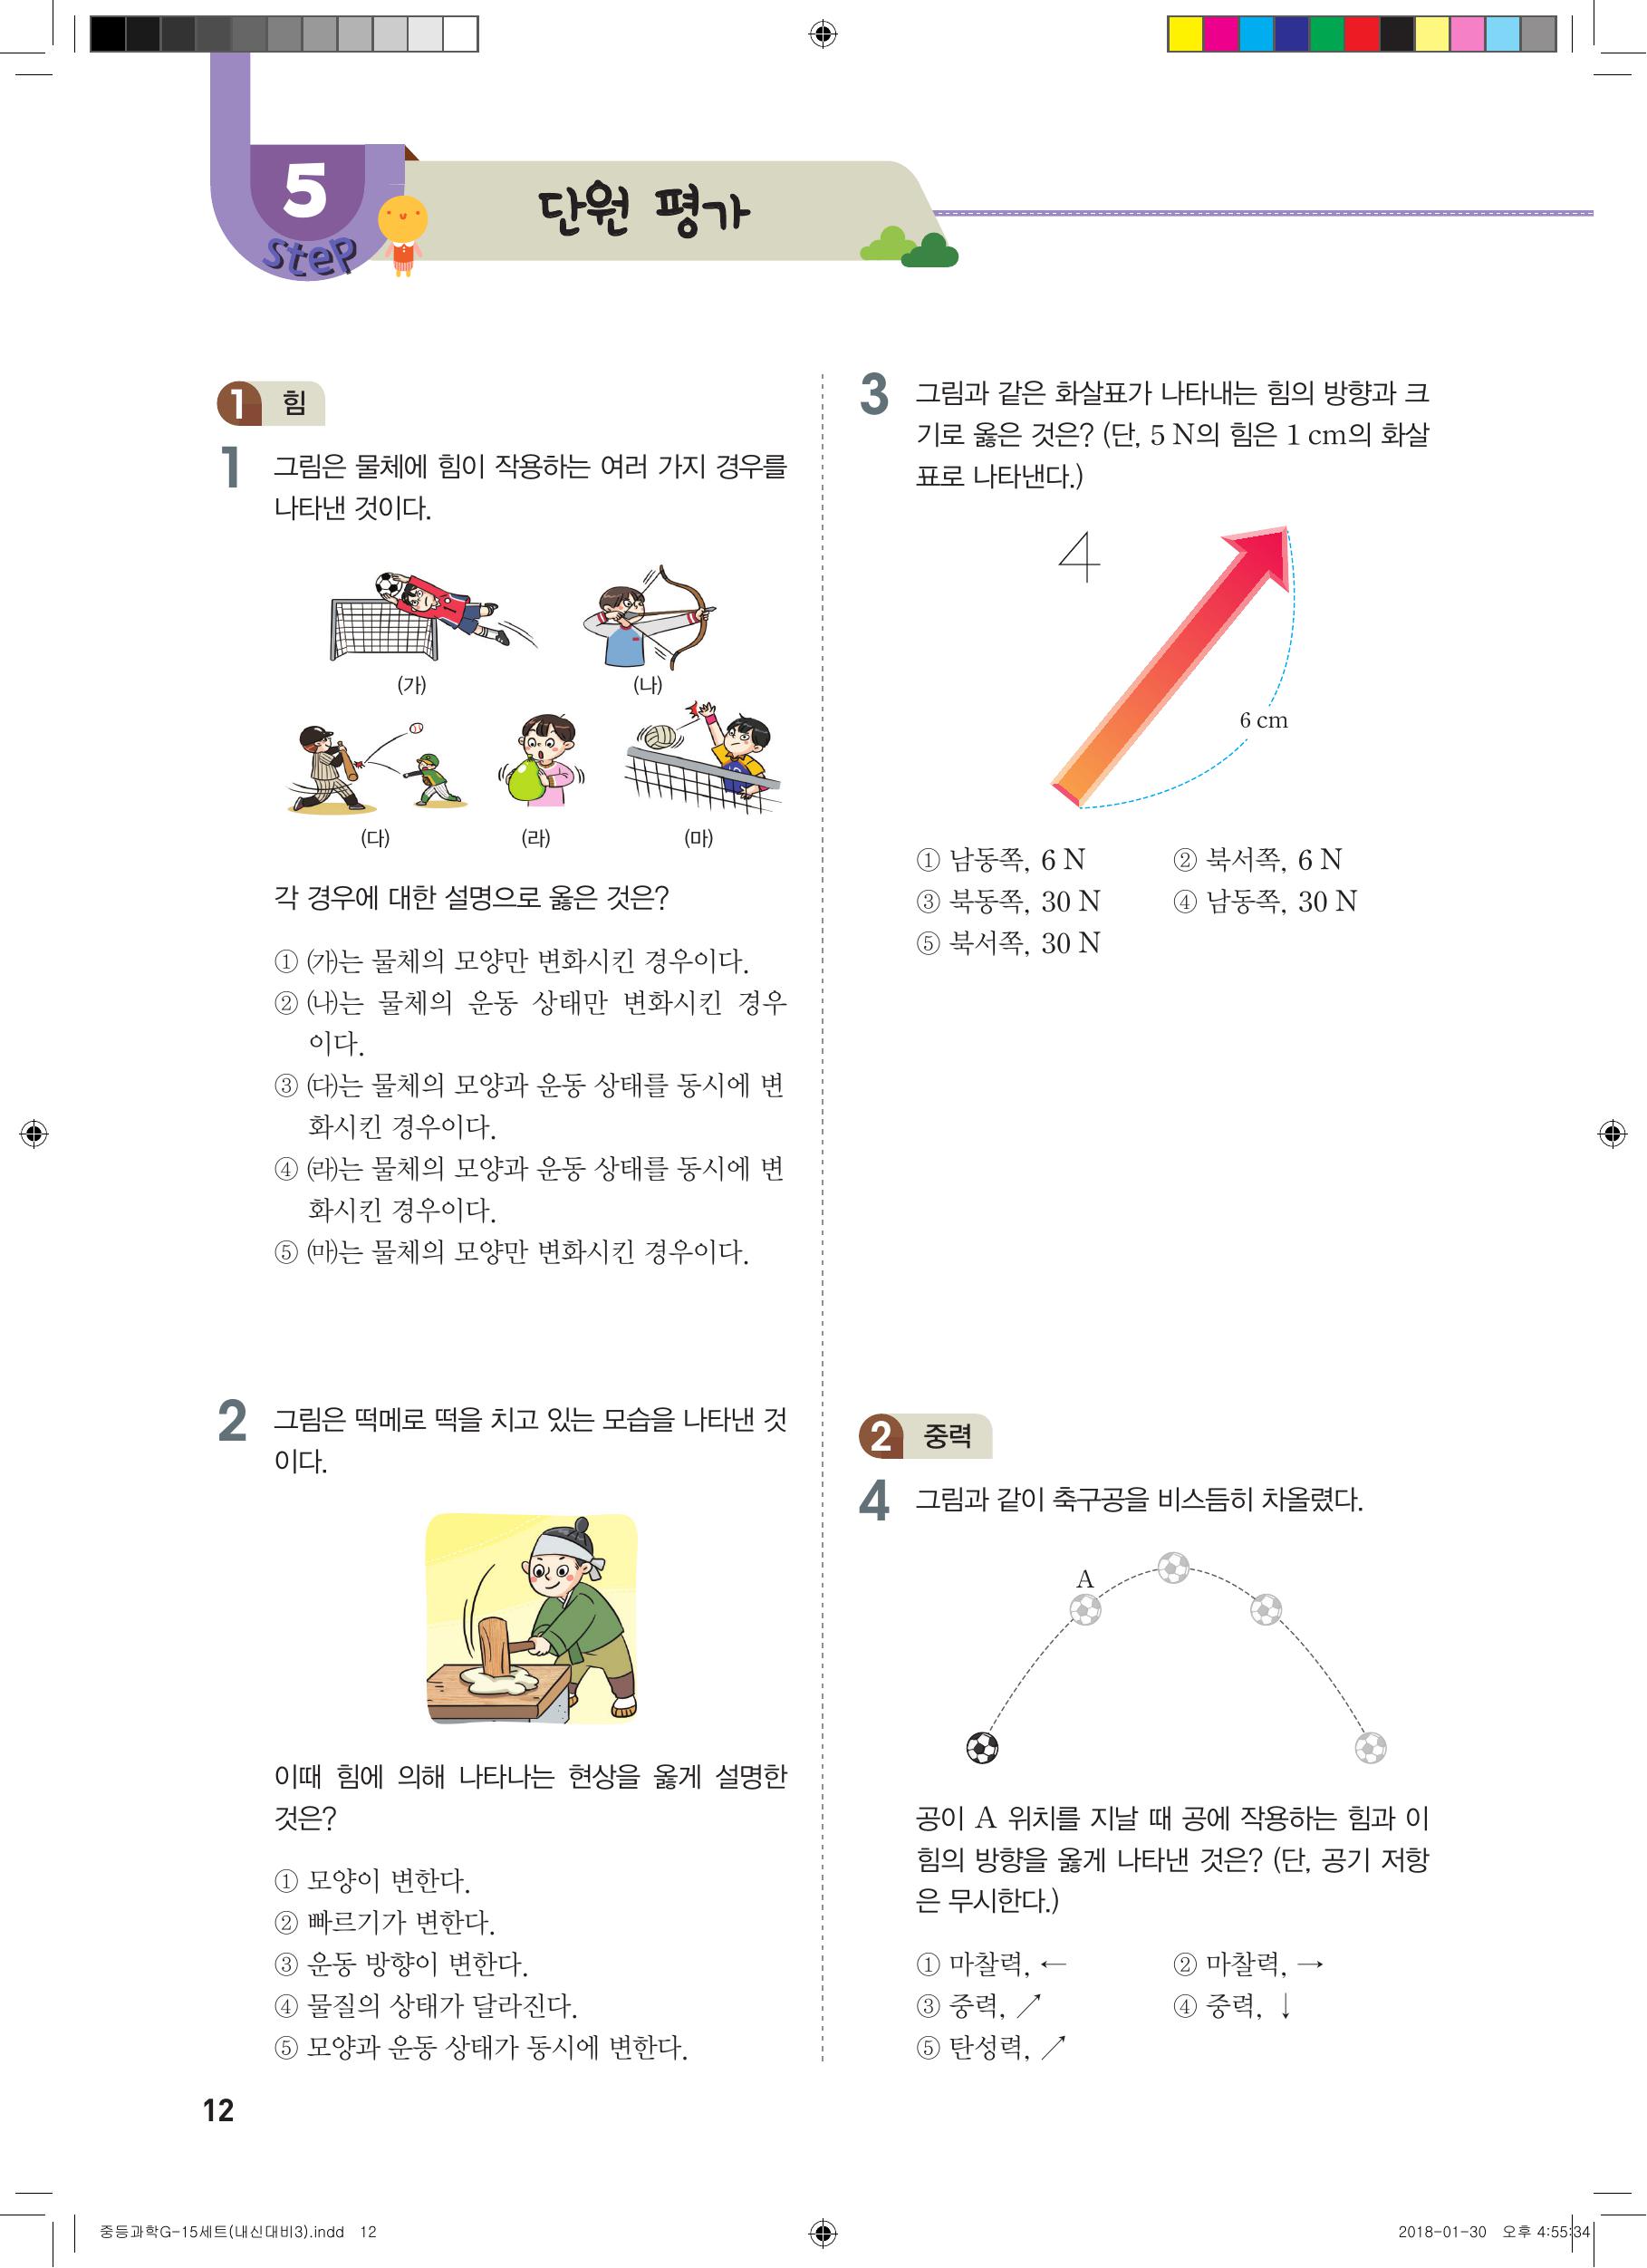 5
step
단원 평가
1 힘
1 그림은 물체에 힘이 작용하는 여러 가지 경우를
나타낸 것이다.
(가) (나)
(다) (라) (마)
각 경우에 대한 설명으로 옳은 것은?
① ㈎는 물체의 모양만 변화시킨 경우이다.
② ㈏는 물체의 운동 상태만 변화시킨 경우
이다.
③ ㈐는 물체의 모양과 운동 상태를 동시에 변
화시킨 경우이다.
④ ㈑는 물체의 모양과 운동 상태를 동시에 변
화시킨 경우이다.
⑤ ㈒는 물체의 모양만 변화시킨 경우이다.
2 그림은 떡메로 떡을 치고 있는 모습을 나타낸 것
이다.
이때 힘에 의해 나타나는 현상을 옳게 설명한
것은?
① 모양이 변한다.
② 빠르기가 변한다.
③ 운동 방향이 변한다.
④ 물질의 상태가 달라진다.
⑤ 모양과 운동 상태가 동시에 변한다.
3 그림과 같은 화살표가 나타내는 힘의 방향과 크
기로 옳은 것은? (단, 5 N의 힘은 1 cm의 화살
표로 나타낸다.)
6 cm
① 남동쪽, 6 N ② 북서쪽, 6 N
③ 북동쪽, 30 N ④ 남동쪽, 30 N
⑤ 북서쪽, 30 N
2 중력
4 그림과 같이 축구공을 비스듬히 차올렸다.
A
공이 A 위치를 지날 때 공에 작용하는 힘과 이
힘의 방향을 옳게 나타낸 것은? (단, 공기 저항
은 무시한다.)
① 마찰력, ← ② 마찰력, →
③ 중력, ↗ ④ 중력, ↓
⑤ 탄성력, ↗
12
중등과학G-15세트(내신대비3).indd 12
2018-01-30 오후 4:55:34